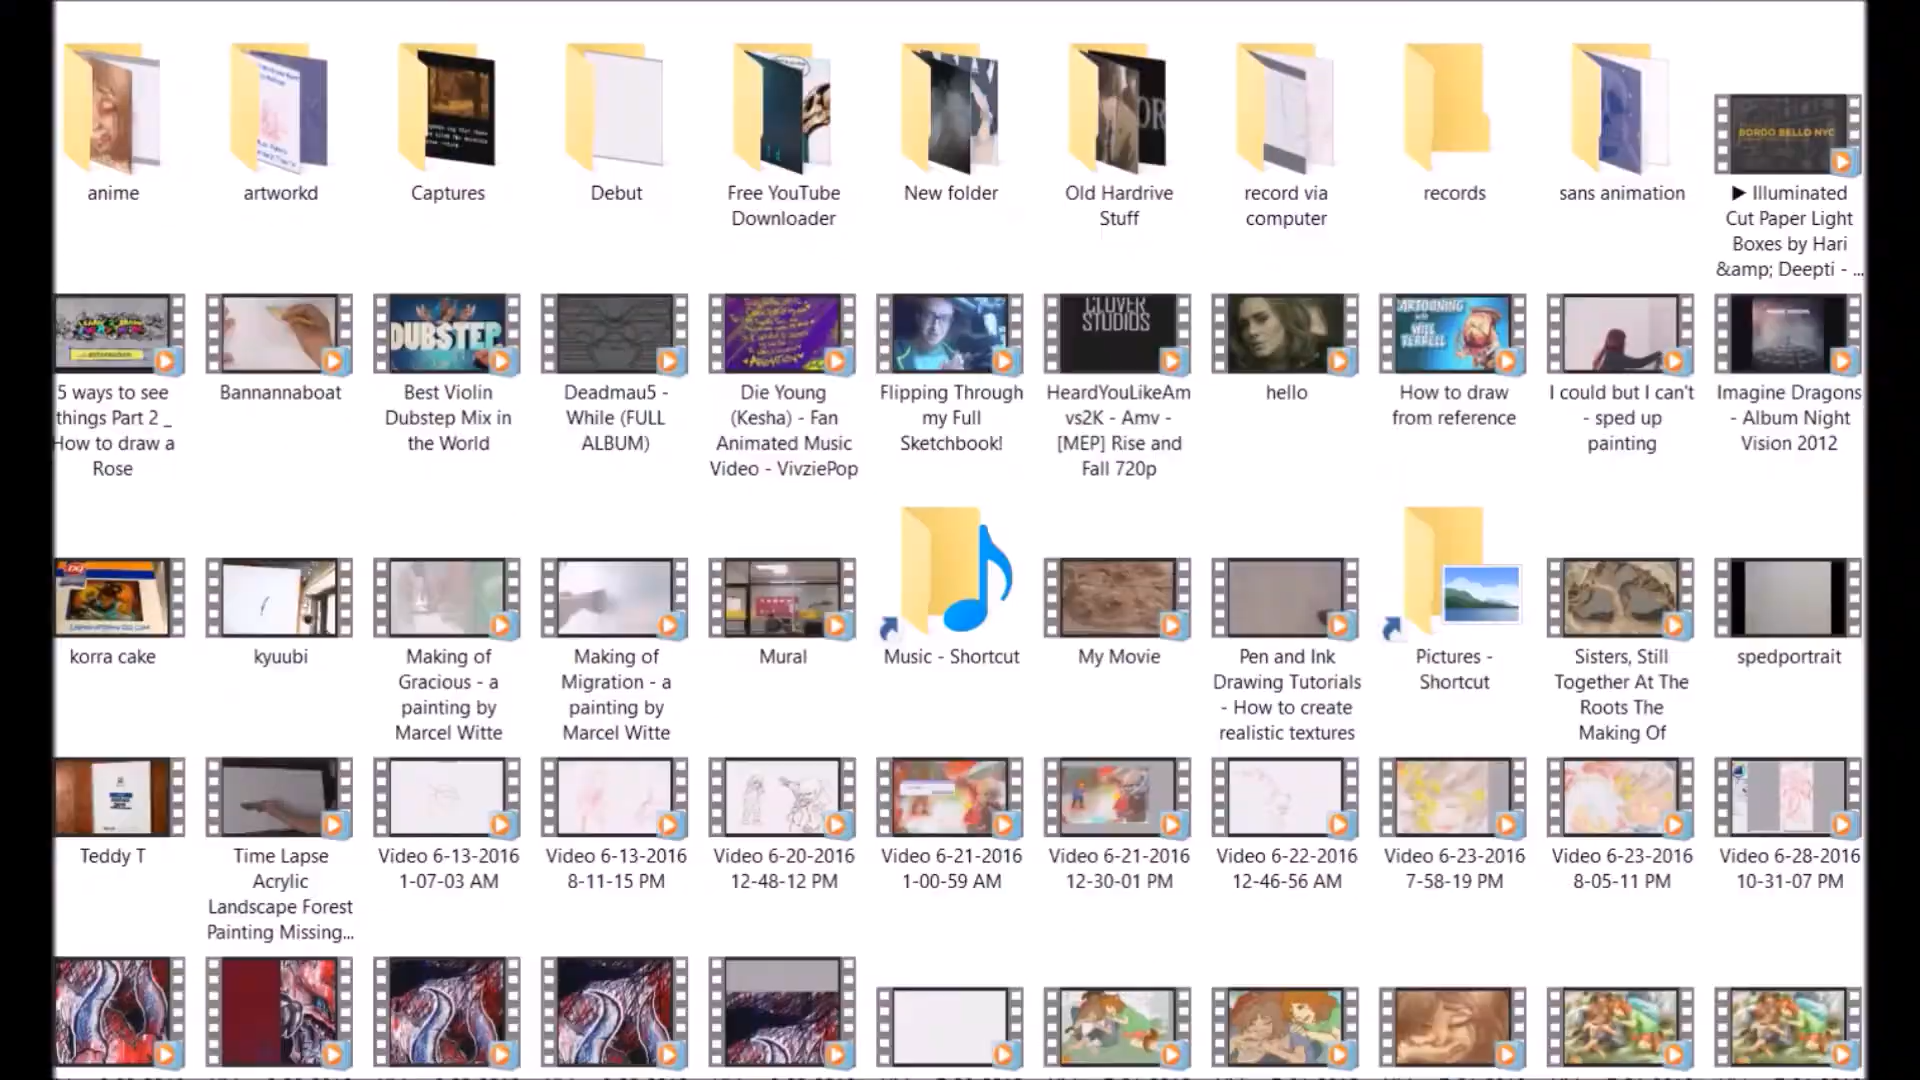 anime
artworkd
Captures
Debut
Free YouTube
Downloader
New folder
Old Hardrive
Stuff
record via
computer
records
sans animation
BORDO BELLO NYC
▶ Illuminated
Cut Paper Light
Boxes by Hari
&amp; Deepti - ...
5 ways to see
things Part 2 _
How to draw a
Rose
Bannannaboat
DUBSTEP
Best Violin
Dubstep Mix in
the World
Deadmau5 -
While (FULL
ALBUM)
Die Young
(Kesha) - Fan
Animated Music
Video - VivziePop
Flipping Through
my Full
Sketchbook!
CLOVER
STUDIOS
HeardYouLikeAm
vs2K - Amv -
[MEP] Rise and
Fall 720p
hello
CARTOONING
with
WILL
TERRELL
How to draw
from reference
I could but I can't
- sped up
painting
Imagine Dragons
- Album Night
Vision 2012
DQ
korra cake
kyuubi
Making of
Gracious - a
painting by
Marcel Witte
Making of
Migration - a
painting by
Marcel Witte
Mural
Music - Shortcut
My Movie
Pen and Ink
Drawing Tutorials
- How to create
realistic textures
Pictures -
Shortcut
Sisters, Still
Together At The
Roots The
Making Of
spedportrait
Teddy T
Time Lapse
Acrylic
Landscape Forest
Painting Missing...
Video 6-13-2016
1-07-03 AM
Video 6-13-2016
8-11-15 PM
Video 6-20-2016
12-48-12 PM
Video 6-21-2016
1-00-59 AM
Video 6-21-2016
12-30-01 PM
Video 6-22-2016
12-46-56 AM
Video 6-23-2016
7-58-19 PM
Video 6-23-2016
8-05-11 PM
Video 6-28-2016
10-31-07 PM